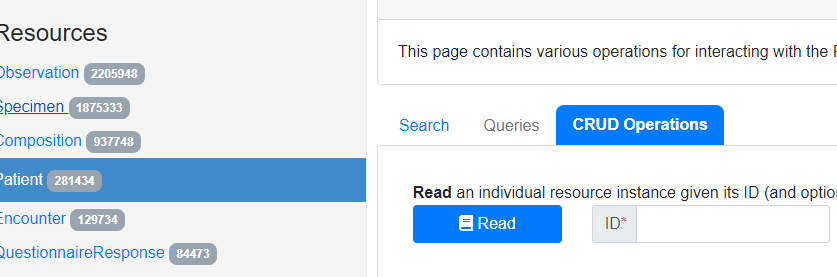 Resources
Observation 2205948
Specimen 1875333
Composition 937748
Patient 281434
Encounter 129734
QuestionnaireResponse 84473
This page contains various operations for interacting with the
Search Queries CRUD Operations
Read an individual resource instance given its ID (and
Read ID*